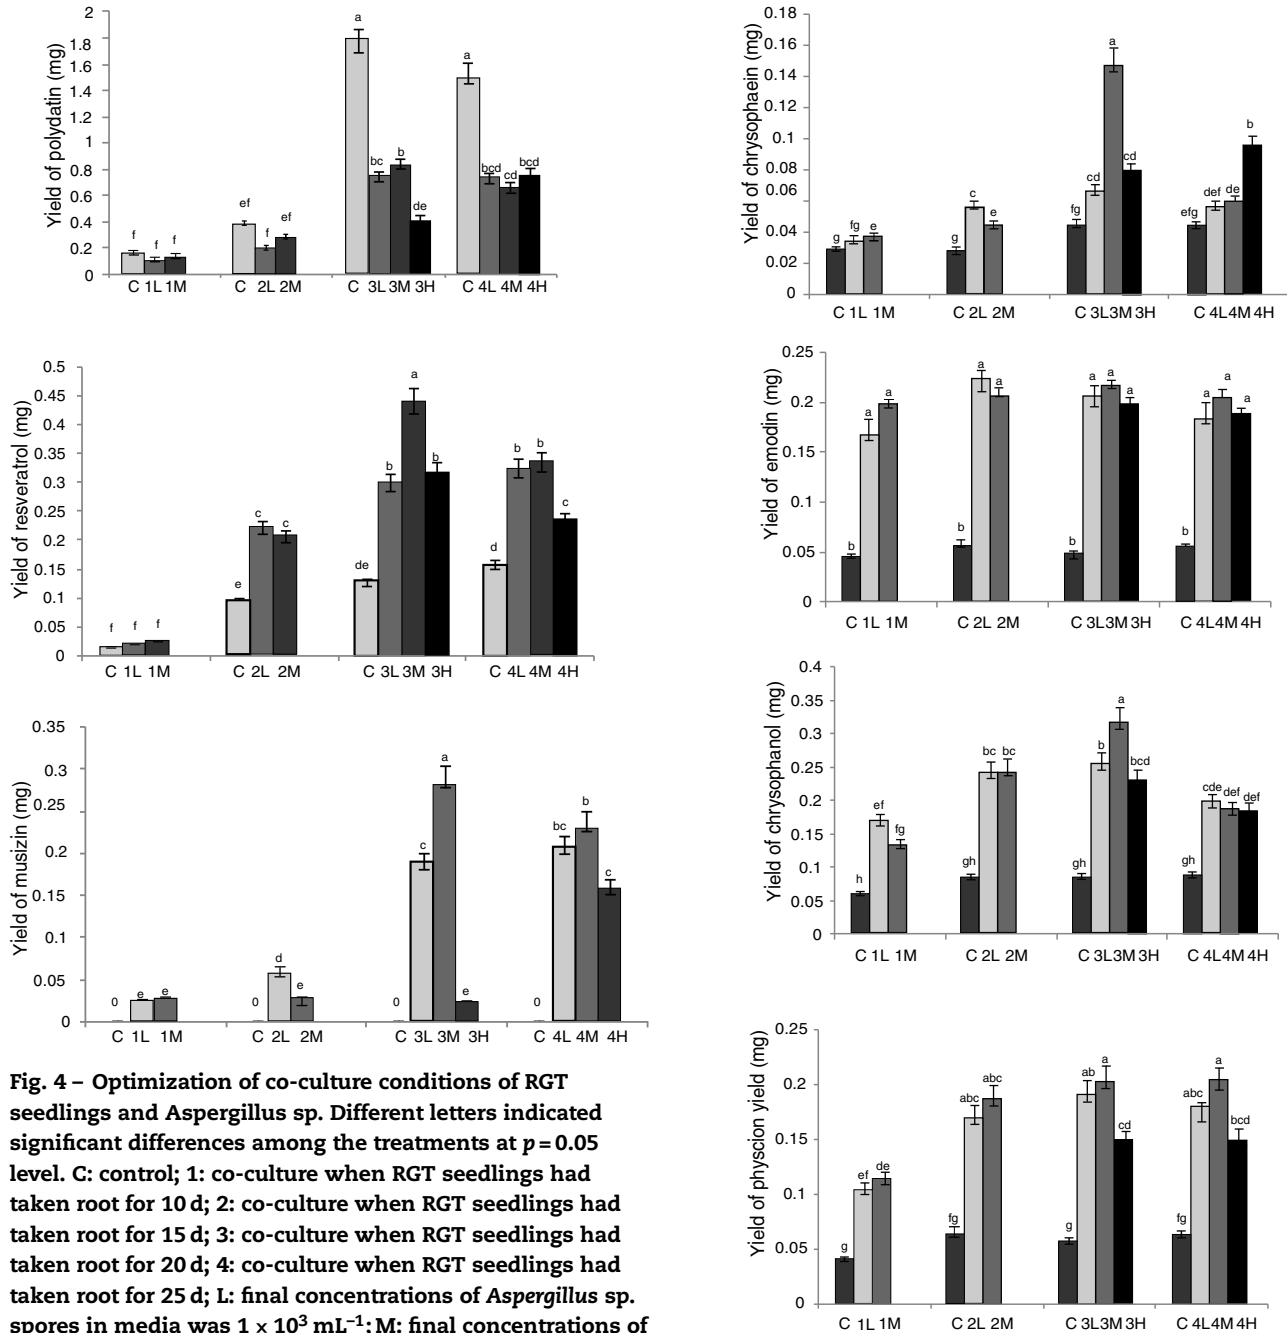 Yield of polydatin (mg)
2
1.8
1.6
1.4
1.2
1
0.8
0.6
0.4
0.2
0
f f f
ef f ef
a bc b de
a bcd cd bcd
C 1L 1M C 2L 2M C 3L 3M 3H C 4L 4M 4H
Yield of resveratrol (mg)
0.5
0.45
0.4
0.35
0.3
0.25
0.2
0.15
0.1
0.05
0
f f f
e c c
de b a b
d b b c
C 1L 1M C 2L 2M C 3L 3M 3H C 4L 4M 4H
Yield of musizin (mg)
0.35
0.3
0.25
0.2
0.15
0.1
0.05
0
0 e e
0 d e
0 c a e
0 bc b c
C 1L 1M C 2L 2M C 3L 3M 3H C 4L 4M 4H
Fig. 4 – Optimization of co-culture conditions of RGT
seedlings and Aspergillus sp. Different letters indicated
significant differences among the treatments at p = 0.05
level. C: control; 1: co-culture when RGT seedlings had
taken root for 10 d; 2: co-culture when RGT seedlings had
taken root for 15 d; 3: co-culture when RGT seedlings had
taken root for 20 d; 4: co-culture when RGT seedlings had
taken root for 25 d; L: final concentrations of Aspergillus sp.
spores in media was 1 × 10³ mL⁻¹; M: final concentrations of
Yield of chrysophaein (mg)
0.18
0.16
0.14
0.12
0.1
0.08
0.06
0.04
0.02
0
g fg e
g c e
fg cd a cd
efg def de b
C 1L 1M C 2L 2M C 3L3M 3H C 4L4M 4H
Yield of emodin (mg)
0.25
0.2
0.15
0.1
0.05
0
b a a
b a a
b a a a
b a a a
C 1L 1M C 2L 2M C 3L3M 3H C 4L4M 4H
Yield of chrysophanol (mg)
0.4
0.35
0.3
0.25
0.2
0.15
0.1
0.05
0
h ef fg
gh bc bc
gh b a bcd
gh cde def def
C 1L 1M C 2L 2M C 3L3M 3H C 4L4M 4H
Yield of physcion yield (mg)
0.25
0.2
0.15
0.1
0.05
0
g ef de
fg abc abc
g ab a cd
fg abc a bcd
C 1L 1M C 2L 2M C 3L3M 3H C 4L4M 4H